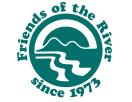 Friends of the River
since 1973